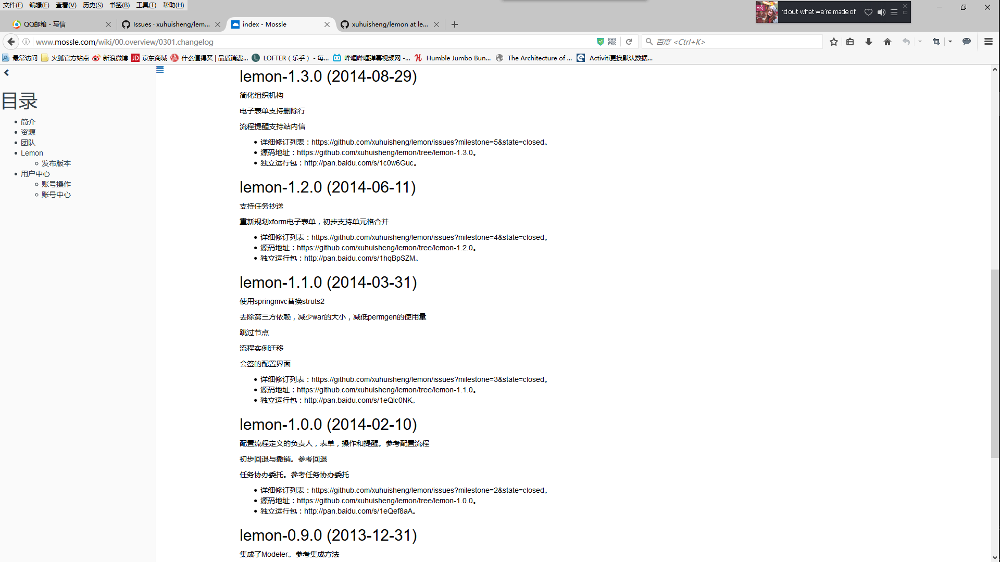 文件(F) 编辑(E) 查看(V) 历史(S) 书签(B) 工具(T) 帮助(H)
nd out what we're made of
QQ邮箱 - 写信
Issues · xuhuisheng/lem...
index - Mossle
xuhuisheng/lemon at le...
www.mossle.com/wiki/00.overview/0301.changelog
百度 <Ctrl+K>
最常访问 火狐官方站点 新浪微博 JD 京东商城 什么值得买 | 品质消费... LOFTER（乐乎） - 每... 哔哩哔哩弹幕视频网 -... Humble Jumbo Bun... The Architecture of ... Activiti更换默认数据...
目录
简介
资源
团队
Lemon
发布版本
用户中心
账号操作
账号中心
lemon-1.3.0 (2014-08-29)
简化组织机构
电子表单支持删除行
流程提醒支持站内信
详细修订列表：https://github.com/xuhuisheng/lemon/issues?milestone=5&state=closed。
源码地址：https://github.com/xuhuisheng/lemon/tree/lemon-1.3.0。
独立运行包：http://pan.baidu.com/s/1c0w6Guc。
lemon-1.2.0 (2014-06-11)
支持任务抄送
重新规划xform电子表单，初步支持单元格合并
详细修订列表：https://github.com/xuhuisheng/lemon/issues?milestone=4&state=closed。
源码地址：https://github.com/xuhuisheng/lemon/tree/lemon-1.2.0。
独立运行包：http://pan.baidu.com/s/1hqBpSZM。
lemon-1.1.0 (2014-03-31)
使用springmvc替换struts2
去除第三方依赖，减少war的大小，减低permgen的使用量
跳过节点
流程实例迁移
会签的配置界面
详细修订列表：https://github.com/xuhuisheng/lemon/issues?milestone=3&state=closed。
源码地址：https://github.com/xuhuisheng/lemon/tree/lemon-1.1.0。
独立运行包：http://pan.baidu.com/s/1eQlc0NK。
lemon-1.0.0 (2014-02-10)
配置流程定义的负责人，表单，操作和提醒。参考配置流程
初步回退与撤销。参考回退
任务协办委托。参考任务协办委托
详细修订列表：https://github.com/xuhuisheng/lemon/issues?milestone=2&state=closed。
源码地址：https://github.com/xuhuisheng/lemon/tree/lemon-1.0.0。
独立运行包：http://pan.baidu.com/s/1eQef8aA。
lemon-0.9.0 (2013-12-31)
集成了Modeler。参考集成方法